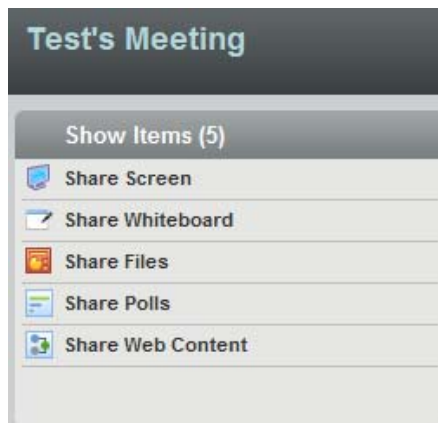 Test's Meeting
Show Items (5)
Share Screen
Share Whiteboard
Share Files
Share Polls
Share Web Content